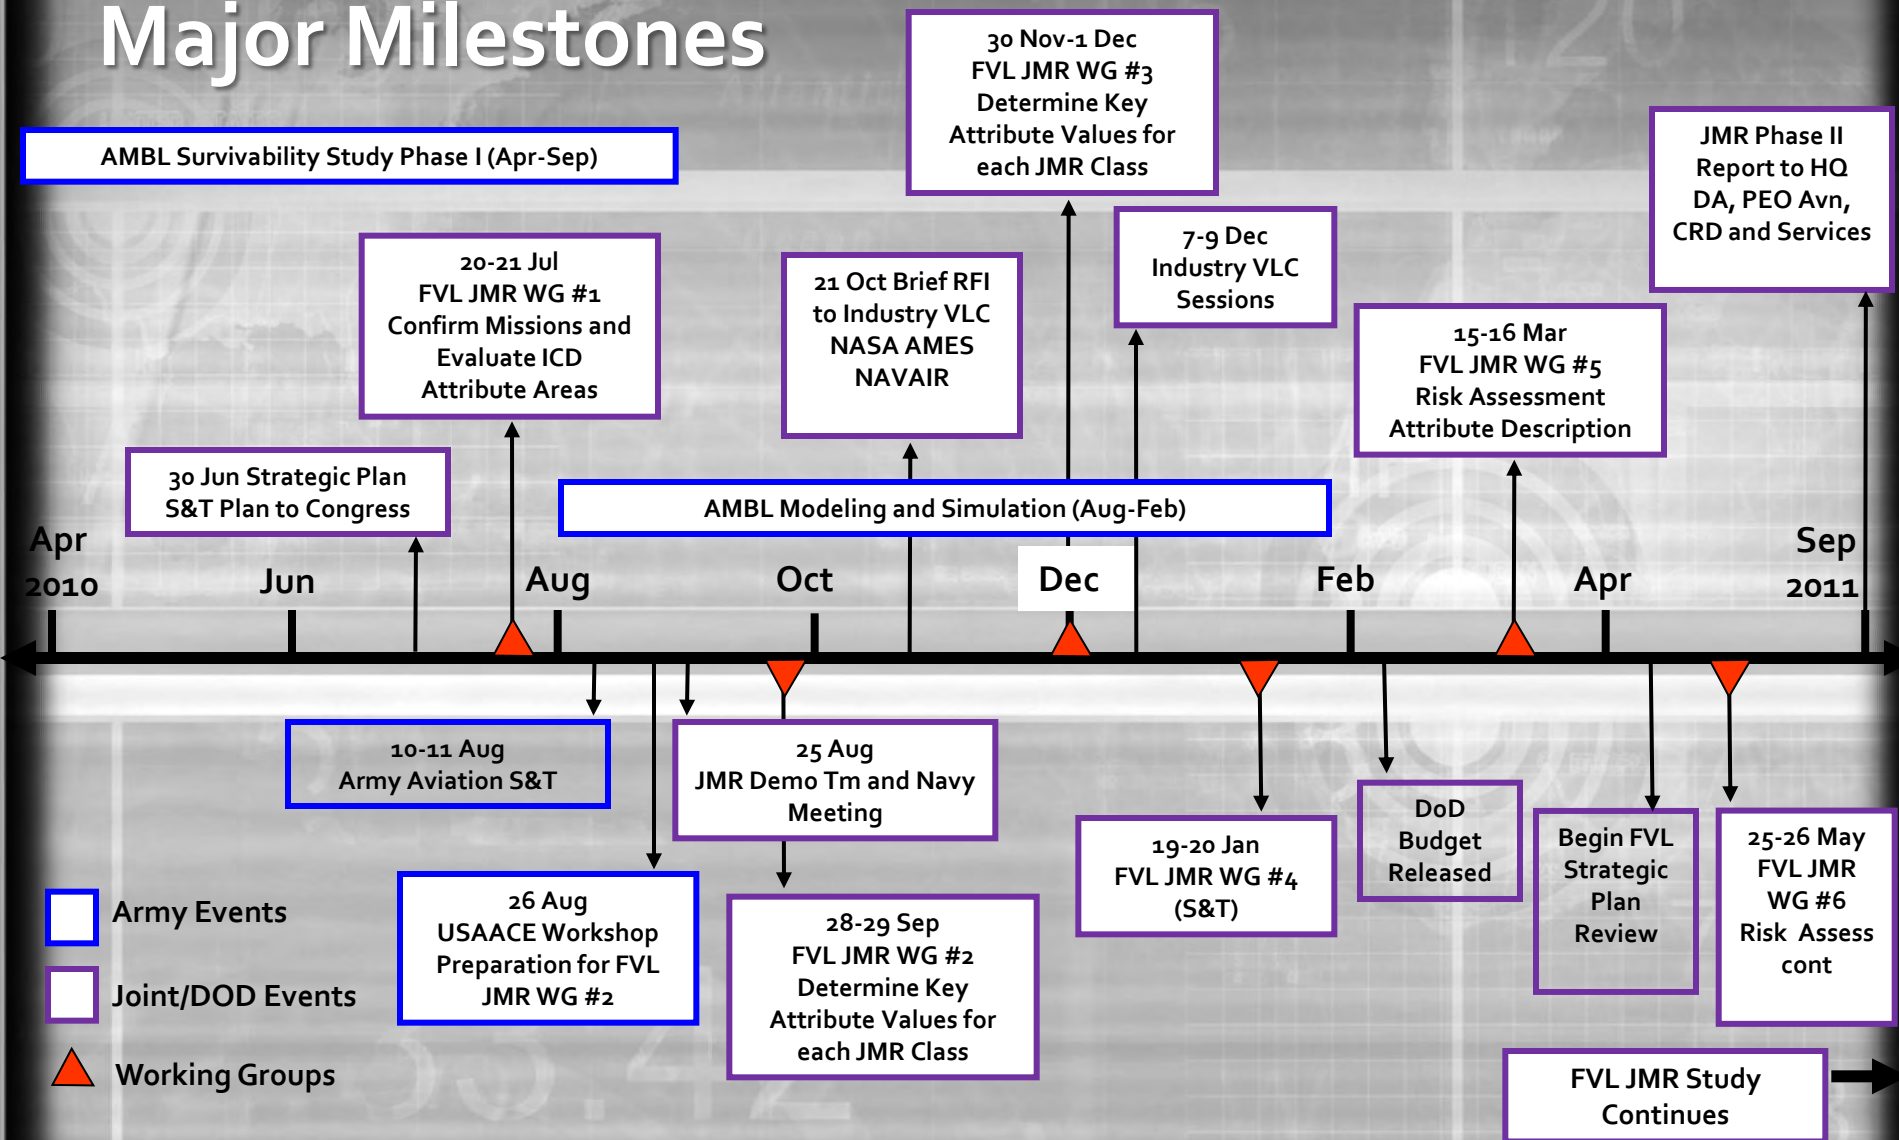 Major Milestones
AMBL Survivability Study Phase I (Apr-Sep)
30 Nov-1 Dec
FVL JMR WG #3
Determine Key
Attribute Values for
each JMR Class
JMR Phase II
Report to HQ
DA, PEO Avn,
CRD and Services
20-21 Jul
FVL JMR WG #1
Confirm Missions and
Evaluate ICD
Attribute Areas
21 Oct Brief RFI
to Industry VLC
NASA AMES
NAVAIR
7-9 Dec
Industry VLC
Sessions
15-16 Mar
FVL JMR WG #5
Risk Assessment
Attribute Description
30 Jun Strategic Plan
S&T Plan to Congress
AMBL Modeling and Simulation (Aug-Feb)
Apr
2010
Jun
Aug
Oct
Dec
Feb
Apr
Sep
2011
10-11 Aug
Army Aviation S&T
25 Aug
JMR Demo Tm and Navy
Meeting
26 Aug
USAACE Workshop
Preparation for FVL
JMR WG #2
28-29 Sep
FVL JMR WG #2
Determine Key
Attribute Values for
each JMR Class
19-20 Jan
FVL JMR WG #4
(S&T)
DoD
Budget
Released
Begin FVL
Strategic
Plan
Review
25-26 May
FVL JMR
WG #6
Risk Assess
cont
Army Events
Joint/DOD Events
Working Groups
FVL JMR Study
Continues